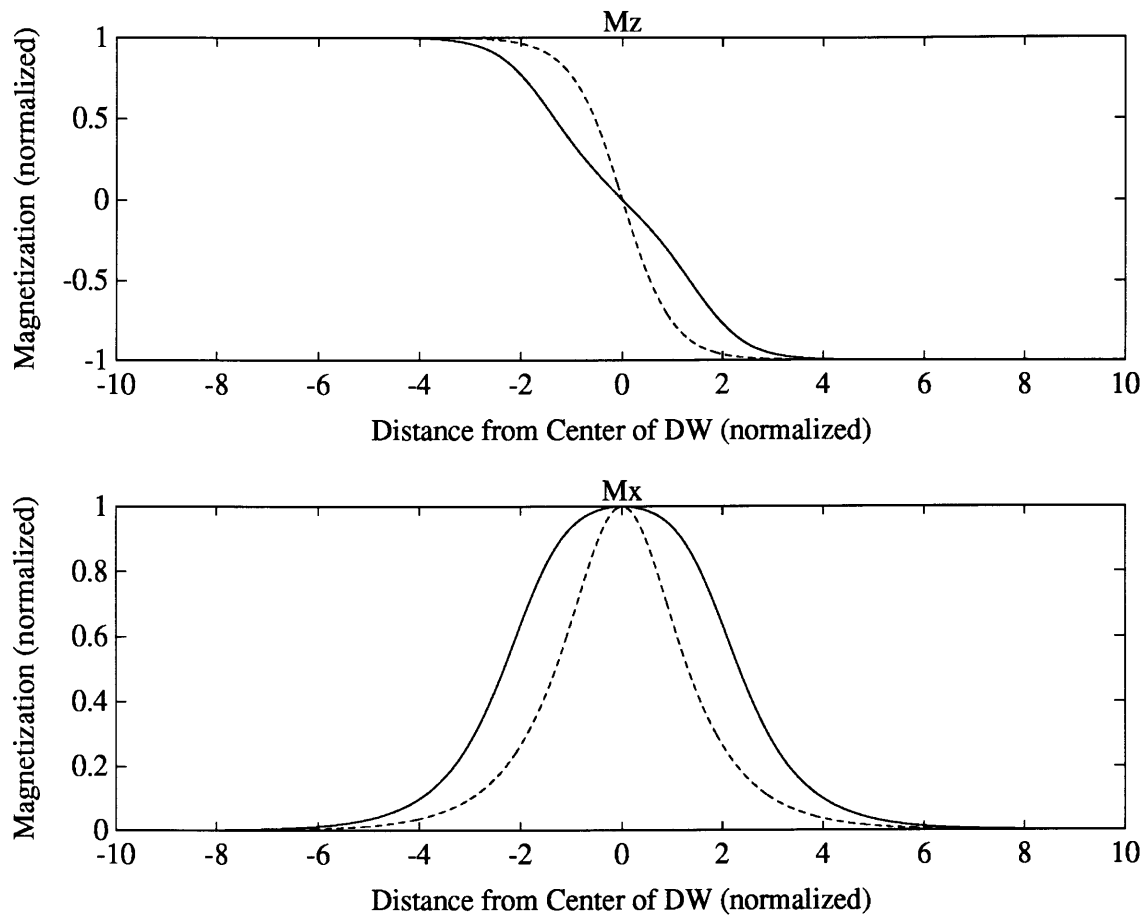 Mz
Magnetization (normalized)
1
0.5
0
-0.5
-1
-10 -8 -6 -4 -2 0 2 4 6 8 10
Distance from Center of DW (normalized)
Mx
Magnetization (normalized)
1
0.8
0.6
0.4
0.2
0
-10 -8 -6 -4 -2 0 2 4 6 8 10
Distance from Center of DW (normalized)